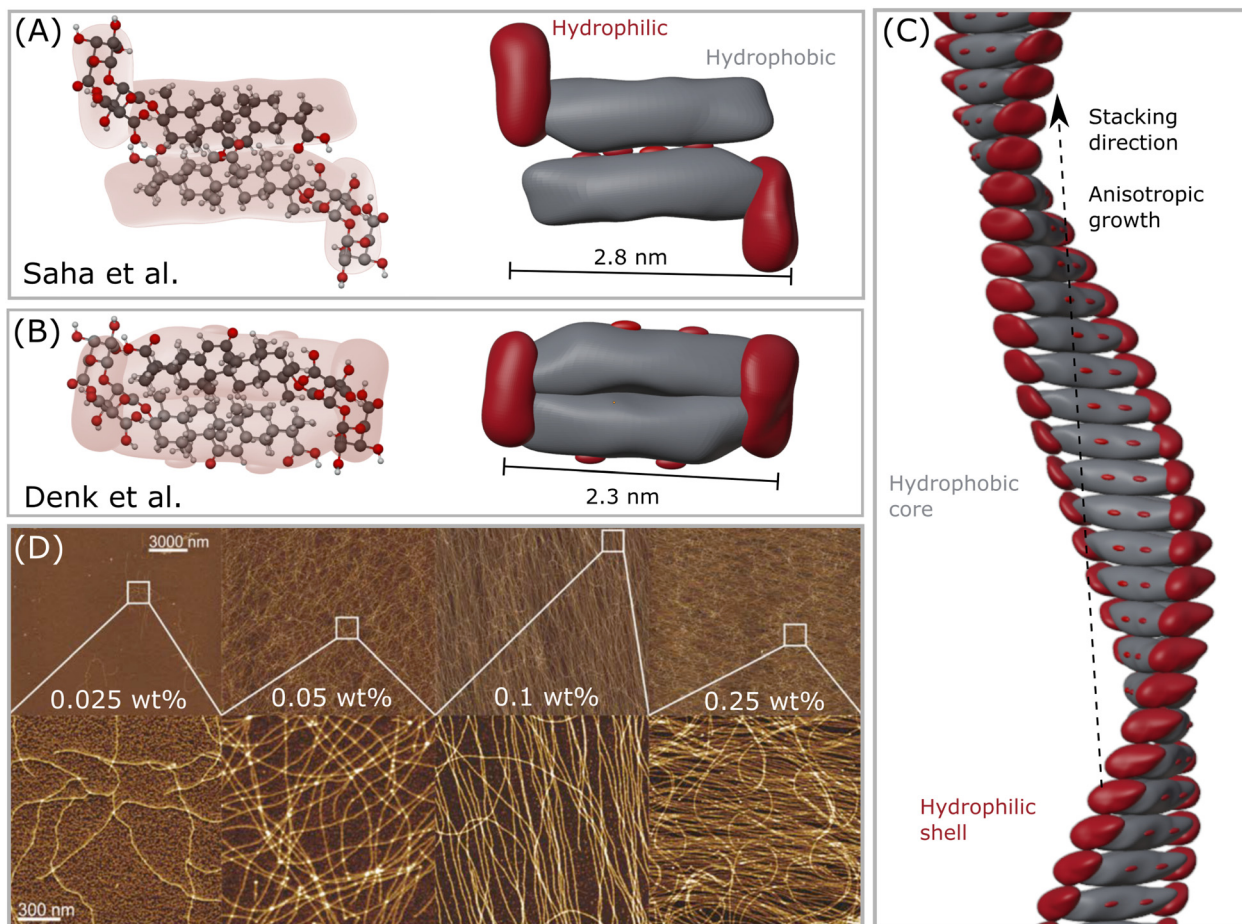 (A)
Hydrophilic
Hydrophobic
Saha et al.
2.8 nm
(B)
Denk et al.
2.3 nm
(C)
Stacking
direction
Anisotropic
growth
Hydrophobic
core
Hydrophilic
shell
(D)
3000 nm
0.025 wt%
0.05 wt%
0.1 wt%
0.25 wt%
300 nm